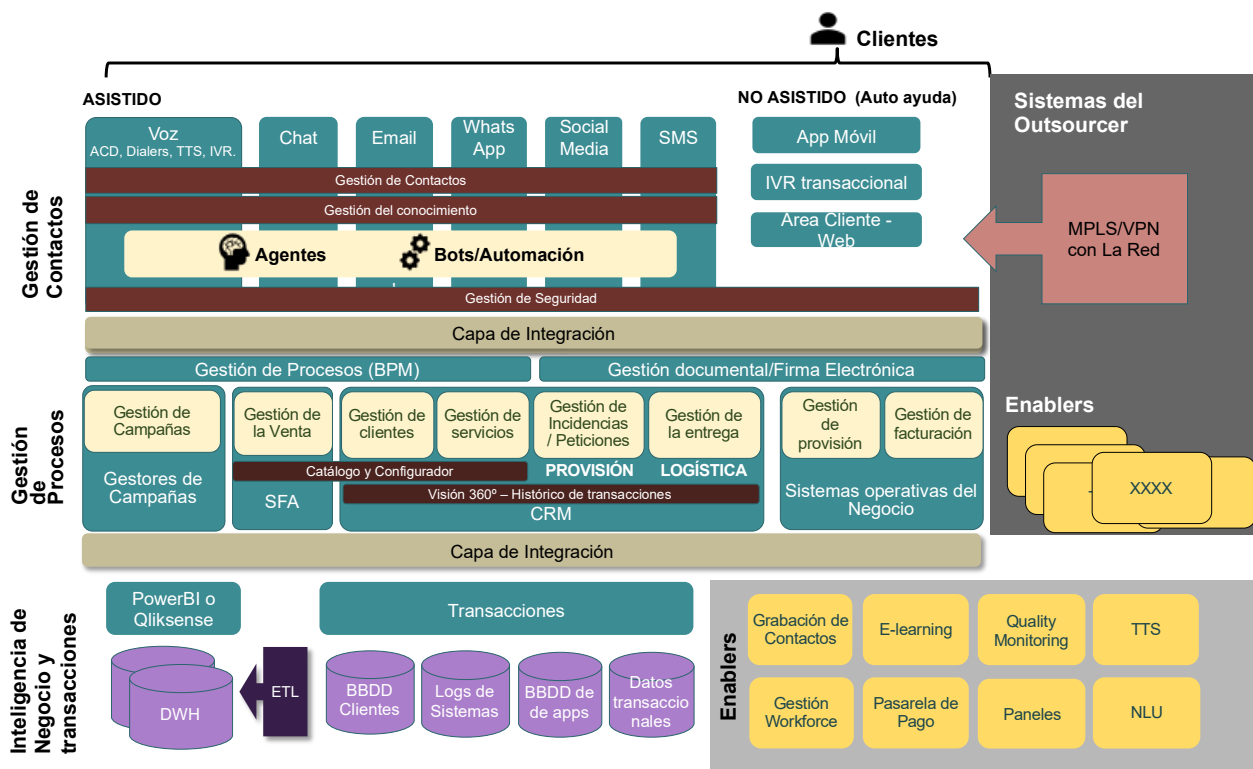 Clientes
ASISTIDO
NO ASISTIDO (Auto ayuda)
Sistemas del
Outsourcer
Voz
ACD, Dialers, TTS, IVR.
Chat
Email
Whats
App
Social
Media
SMS
App Móvil
Gestión de Contactos
IVR transaccional
Gestión del conocimiento
Area Cliente -
Web
MPLS/VPN
con La Red
Agentes
Bots/Automación
Gestión de
Contactos
Gestión de Seguridad
Capa de Integración
Gestión de Procesos (BPM)
Gestión documental/Firma Electrónica
Gestión
de
Procesos
Gestión de
Campañas
Gestión de
la Venta
Gestión de
clientes
Gestión de
servicios
Gestión de
Incidencias
/ Peticiones
Gestión de
la entrega
Gestión
de
provisión
Gestión de
facturación
Enablers
Catálogo y Configurador
PROVISIÓN
LOGÍSTICA
Gestores de
Campañas
SFA
Visión 360º – Histórico de transacciones
CRM
Sistemas operativas del
Negocio
XXXX
Capa de Integración
Inteligencia de
Negocio y
transacciones
PowerBI o
Qliksense
Transacciones
DWH
ETL
BBDD
Clientes
Logs de
Sistemas
BBDD de
de apps
Datos
transaccio
nales
Enablers
Grabación de
Contactos
E-learning
Quality
Monitoring
TTS
Gestión
Workforce
Pasarela de
Pago
Paneles
NLU